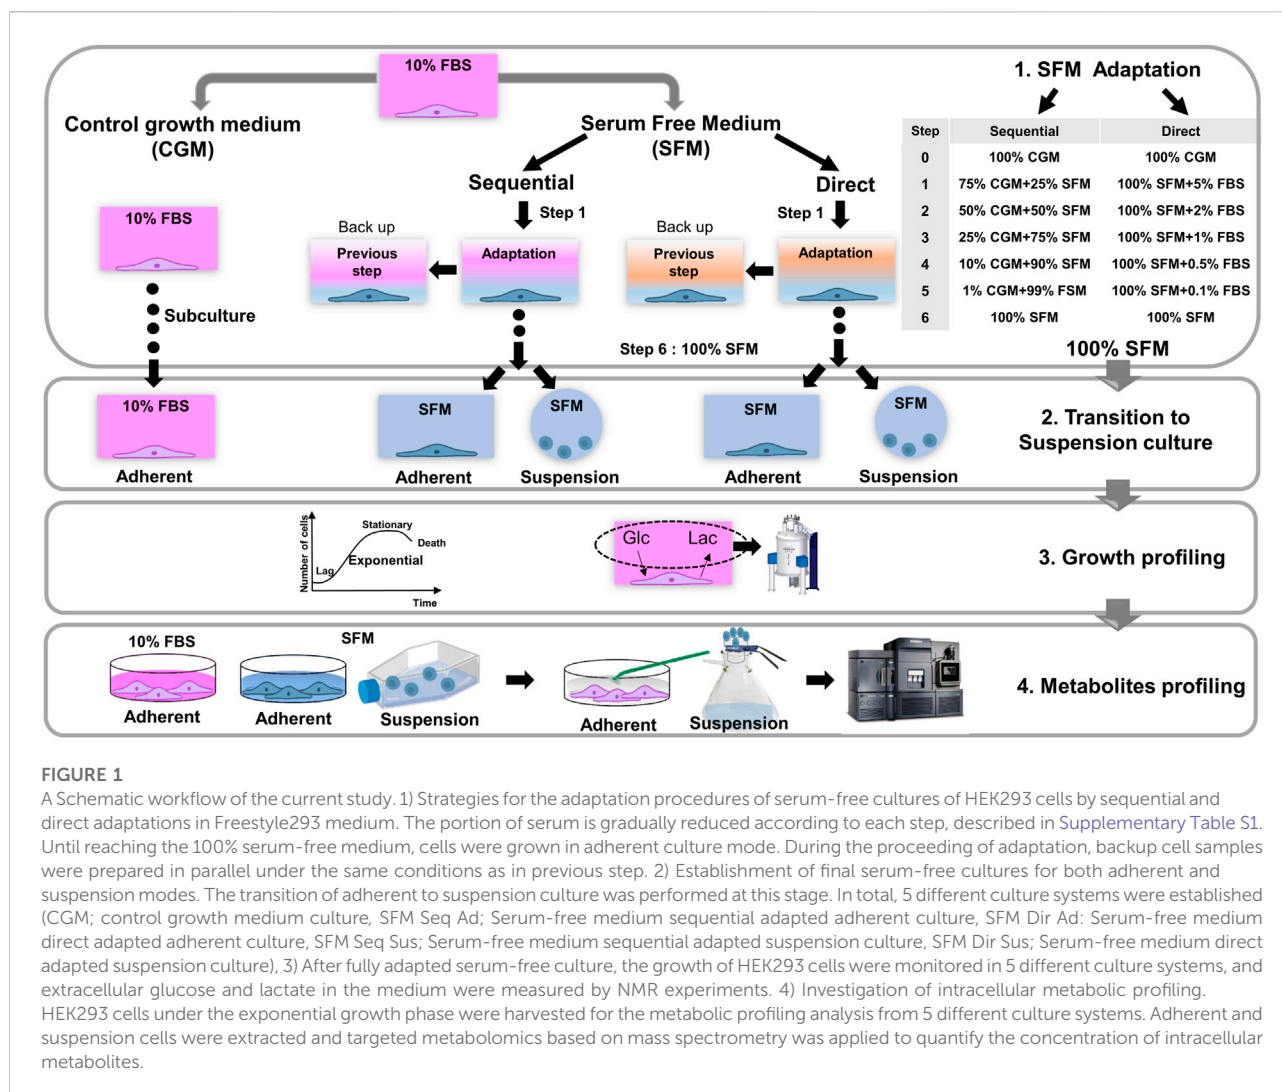 10% FBS
Control growth medium
(CGM)
Serum Free Medium
(SFM)
Sequential
Direct
Step 1
Step 1
10% FBS
Back up
Previous
step
Adaptation
Back up
Previous
step
Adaptation
Subculture
Step 6 : 100% SFM
1. SFM Adaptation
Step Sequential Direct
0 100% CGM 100% CGM
1 75% CGM+25% SFM 100% SFM+5% FBS
2 50% CGM+50% SFM 100% SFM+2% FBS
3 25% CGM+75% SFM 100% SFM+1% FBS
4 10% CGM+90% SFM 100% SFM+0.5% FBS
5 1% CGM+99% FSM 100% SFM+0.1% FBS
6 100% SFM 100% SFM
100% SFM
10% FBS
Adherent
SFM
Adherent
SFM
Suspension
SFM
Adherent
SFM
Suspension
2. Transition to
Suspension culture
Number of cells
Lag
Exponential
Stationary
Death
Time
Glc
Lac
3. Growth profiling
10% FBS
Adherent
SFM
Adherent
Suspension
Adherent
Suspension
4. Metabolites profiling
FIGURE 1
A Schematic workflow of the current study. 1) Strategies for the adaptation procedures of serum-free cultures of HEK293 cells by sequential and
direct adaptations in Freestyle293 medium. The portion of serum is gradually reduced according to each step, described in Supplementary Table S1.
Until reaching the 100% serum-free medium, cells were grown in adherent culture mode. During the proceeding of adaptation, backup cell samples
were prepared in parallel under the same conditions as in previous step. 2) Establishment of final serum-free cultures for both adherent and
suspension modes. The transition of adherent to suspension culture was performed at this stage. In total, 5 different culture systems were established
(CGM; control growth medium culture, SFM Seq Ad; Serum-free medium sequential adapted adherent culture, SFM Dir Ad: Serum-free medium
direct adapted adherent culture, SFM Seq Sus; Serum-free medium sequential adapted suspension culture, SFM Dir Sus; Serum-free medium direct
adapted suspension culture), 3) After fully adapted serum-free culture, the growth of HEK293 cells were monitored in 5 different culture systems, and
extracellular glucose and lactate in the medium were measured by NMR experiments. 4) Investigation of intracellular metabolic profiling.
HEK293 cells under the exponential growth phase were harvested for the metabolic profiling analysis from 5 different culture systems. Adherent and
suspension cells were extracted and targeted metabolomics based on mass spectrometry was applied to quantify the concentration of intracellular
metabolites.